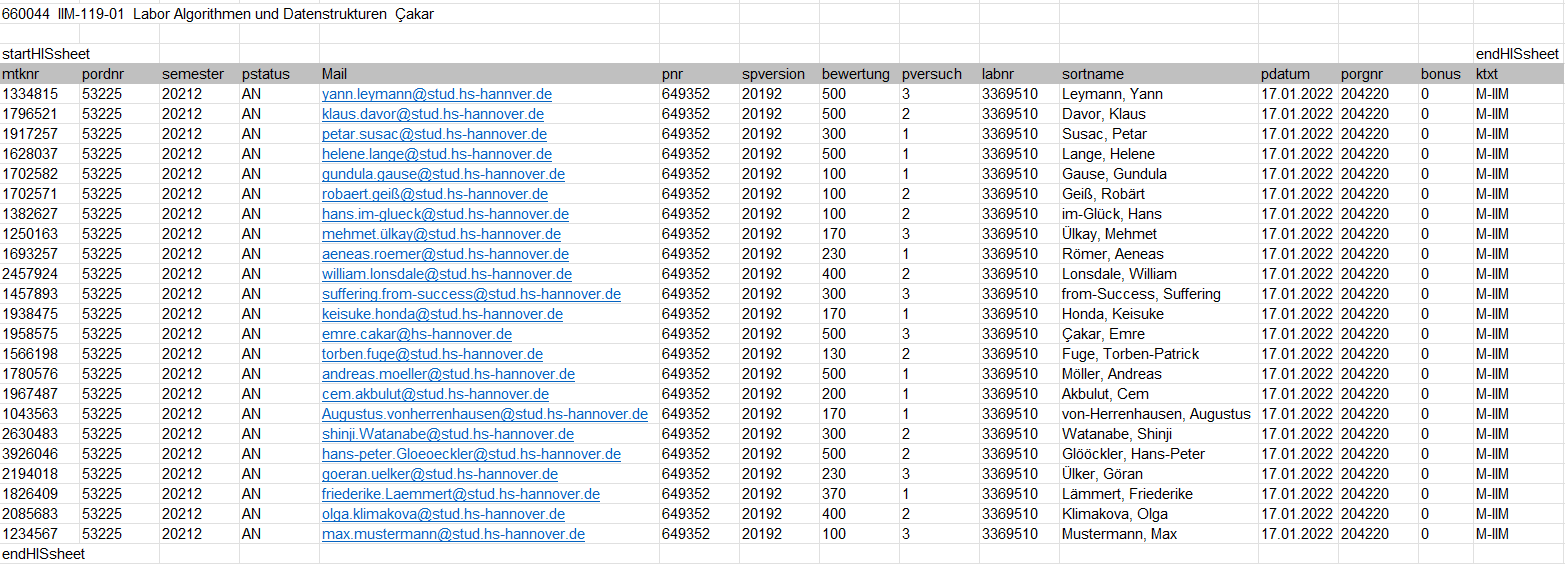 660044 IIM-119-01 Labor Algorithmen und Datenstrukturen Çakar
startHISsheet endHISsheet
mtknr pordnr semester pstatus Mail pnr spversion bewertung pversuch labnr sortname pdatum porgnr bonus ktxt
1334815 53225 20212 AN yann.leymann@stud.hs-hannver.de 649352 20192 500 3 3369510 Leymann, Yann 17.01.2022 204220 0 M-IIM
1796521 53225 20212 AN klaus.davor@stud.hs-hannover.de 649352 20192 500 2 3369510 Davor, Klaus 17.01.2022 204220 0 M-IIM
1917257 53225 20212 AN petar.susac@stud.hs-hannover.de 649352 20192 300 1 3369510 Susac, Petar 17.01.2022 204220 0 M-IIM
1628037 53225 20212 AN helene.lange@stud.hs-hannover.de 649352 20192 500 1 3369510 Lange, Helene 17.01.2022 204220 0 M-IIM
1702582 53225 20212 AN gundula.gause@stud.hs-hannover.de 649352 20192 100 1 3369510 Gause, Gundula 17.01.2022 204220 0 M-IIM
1702571 53225 20212 AN robaert.geiß@stud.hs-hannover.de 649352 20192 100 2 3369510 Geiß, Robärt 17.01.2022 204220 0 M-IIM
1382627 53225 20212 AN hans.im-glueck@stud.hs-hannover.de 649352 20192 100 2 3369510 im-Glück, Hans 17.01.2022 204220 0 M-IIM
1250163 53225 20212 AN mehmet.ülkay@stud.hs-hannover.de 649352 20192 170 3 3369510 Ülkay, Mehmet 17.01.2022 204220 0 M-IIM
1693257 53225 20212 AN aeneas.roemer@stud.hs-hannover.de 649352 20192 230 1 3369510 Römer, Aeneas 17.01.2022 204220 0 M-IIM
2457924 53225 20212 AN william.lonsdale@stud.hs-hannover.de 649352 20192 400 2 3369510 Lonsdale, William 17.01.2022 204220 0 M-IIM
1457893 53225 20212 AN suffering.from-success@stud.hs-hannover.de 649352 20192 300 3 3369510 from-Success, Suffering 17.01.2022 204220 0 M-IIM
1938475 53225 20212 AN keisuke.honda@stud.hs-hannover.de 649352 20192 170 1 3369510 Honda, Keisuke 17.01.2022 204220 0 M-IIM
1958575 53225 20212 AN emre.cakar@hs-hannover.de 649352 20192 500 3 3369510 Çakar, Emre 17.01.2022 204220 0 M-IIM
1566198 53225 20212 AN torben.fuge@stud.hs-hannover.de 649352 20192 130 2 3369510 Fuge, Torben-Patrick 17.01.2022 204220 0 M-IIM
1780576 53225 20212 AN andreas.moeller@stud.hs-hannover.de 649352 20192 500 1 3369510 Möller, Andreas 17.01.2022 204220 0 M-IIM
1967487 53225 20212 AN cem.akbulut@stud.hs-hannover.de 649352 20192 200 1 3369510 Akbulut, Cem 17.01.2022 204220 0 M-IIM
1043563 53225 20212 AN Augustus.vonherrenhausen@stud.hs-hannover.de 649352 20192 170 1 3369510 von-Herrenhausen, Augustus 17.01.2022 204220 0 M-IIM
2630483 53225 20212 AN shinji.Watanabe@stud.hs-hannover.de 649352 20192 300 2 3369510 Watanabe, Shinji 17.01.2022 204220 0 M-IIM
3926046 53225 20212 AN hans-peter.Gloeoeckler@stud.hs-hannover.de 649352 20192 500 2 3369510 Glööckler, Hans-Peter 17.01.2022 204220 0 M-IIM
2194018 53225 20212 AN goeran.uelker@stud.hs-hannover.de 649352 20192 230 3 3369510 Ülker, Göran 17.01.2022 204220 0 M-IIM
1826409 53225 20212 AN friederike.Laemmert@stud.hs-hannover.de 649352 20192 370 1 3369510 Lämmert, Friederike 17.01.2022 204220 0 M-IIM
2085683 53225 20212 AN olga.klimakova@stud.hs-hannover.de 649352 20192 400 2 3369510 Klimakova, Olga 17.01.2022 204220 0 M-IIM
1234567 53225 20212 AN max.mustermann@stud.hs-hannover.de 649352 20192 100 3 3369510 Mustermann, Max 17.01.2022 204220 0 M-IIM
endHISsheet